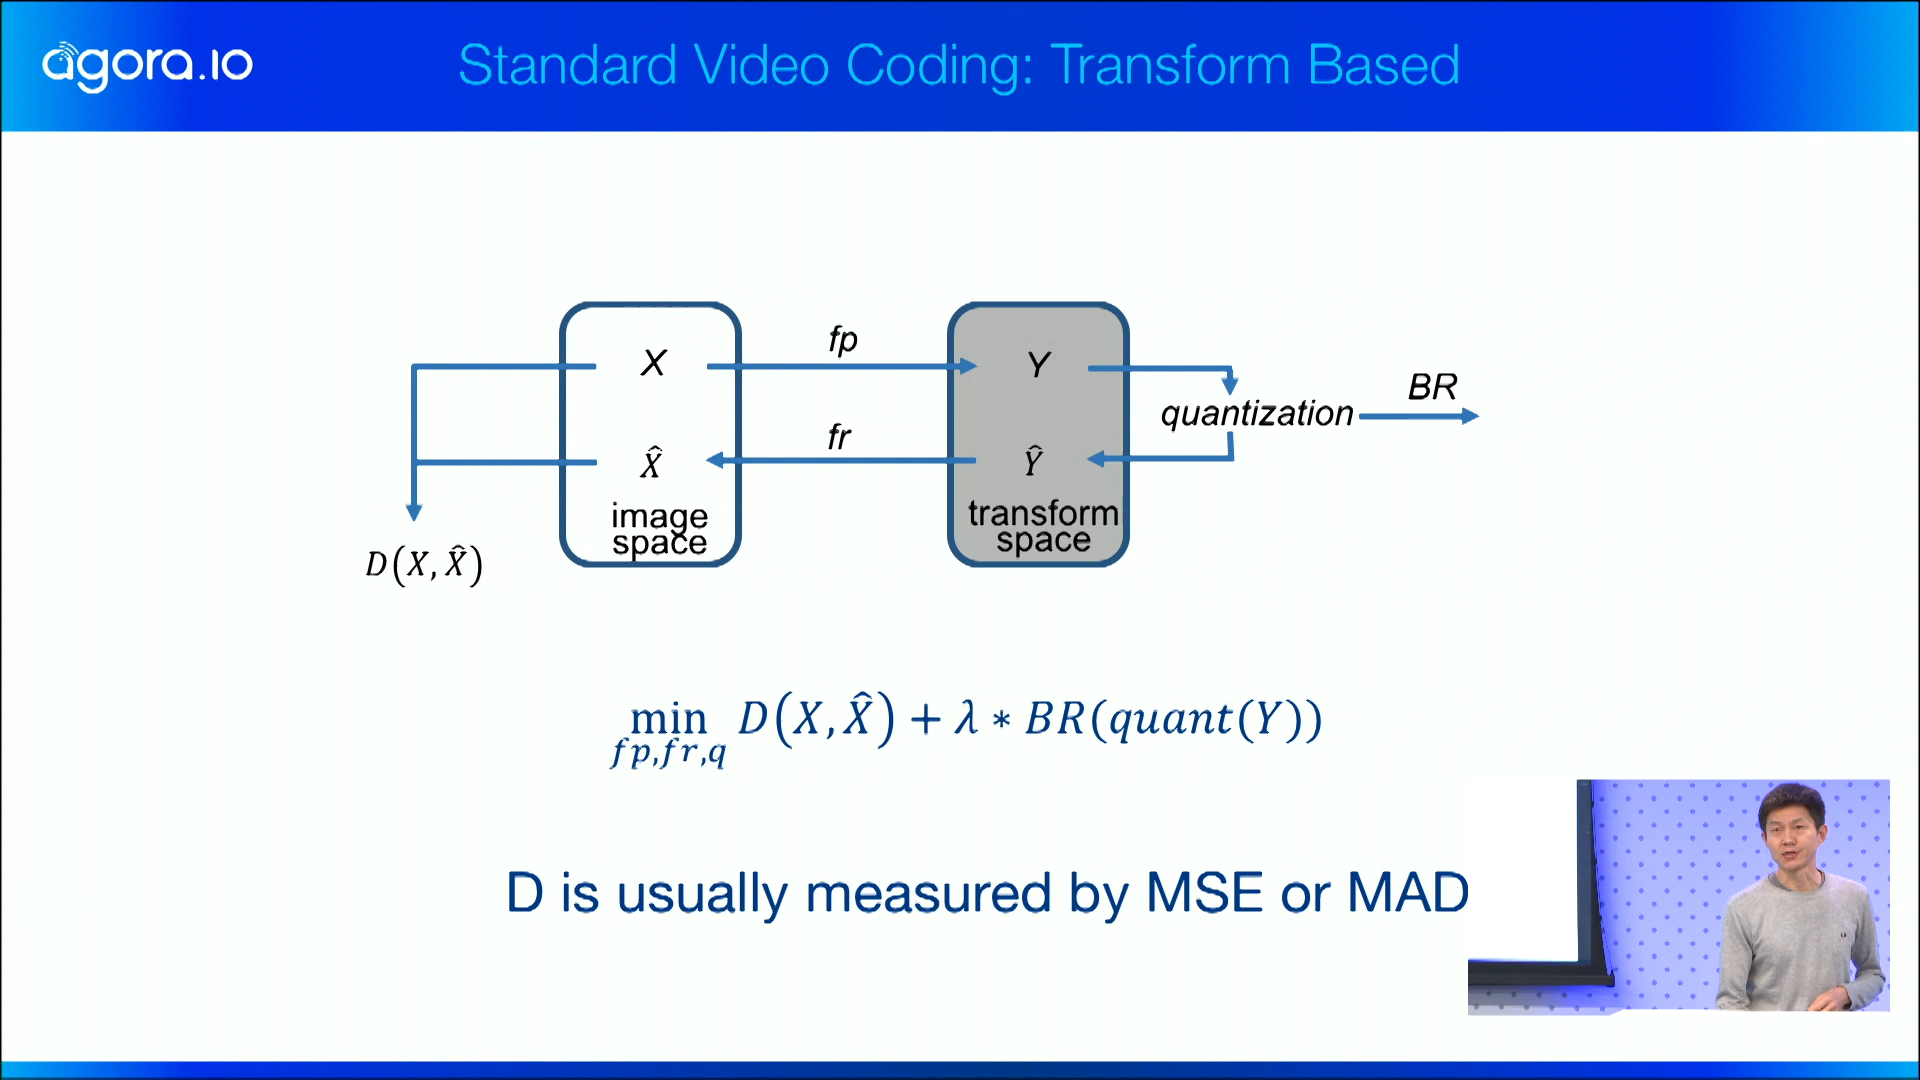 agora.io
Standard Video Coding: Transform Based
X
fp
Y
quantization
BR
X̂
fr
Ŷ
image
space
transform
space
D(X, X̂)
min D(X, X̂) + λ ∗ BR(quant(Y))
fp,fr,q
D is usually measured by MSE or MAD